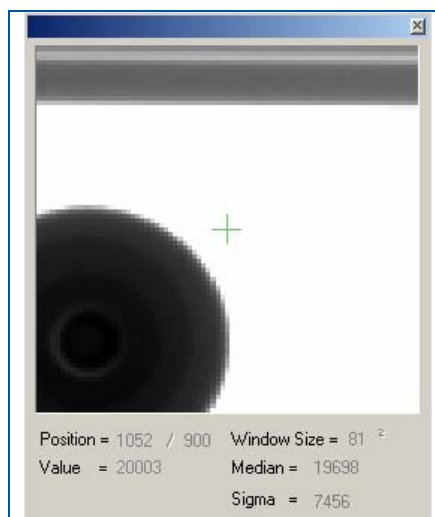 Position = 1052 / 900 Window Size = 81 ²
Value = 20003 Median = 19698
Sigma = 7456